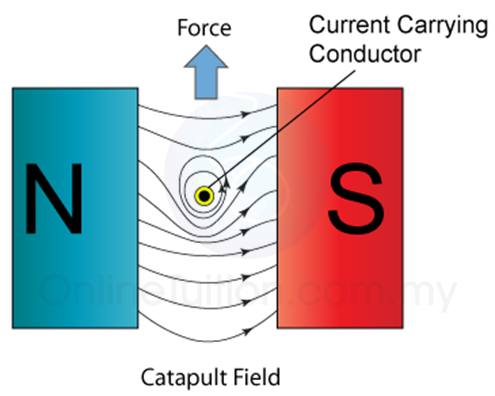 Force
Current Carrying
Conductor
N
S
OnlineTuition.com.my
Catapult Field